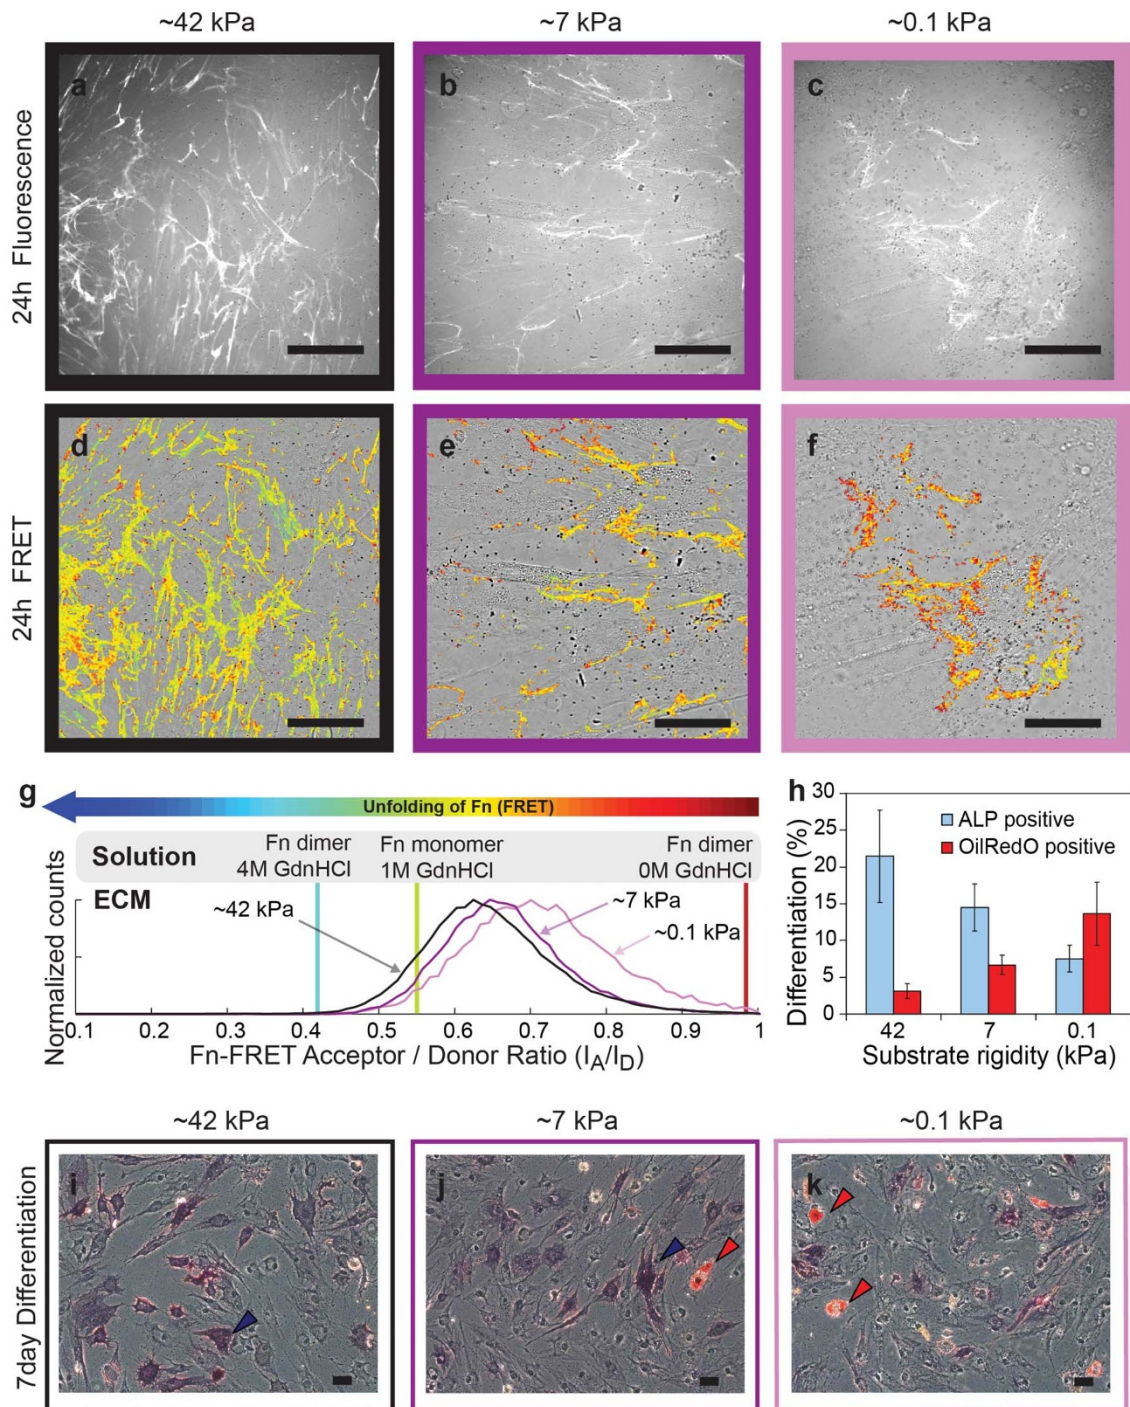 ~42 kPa
~7 kPa
~0.1 kPa
24h Fluorescence
a
b
c
24h FRET
d
e
f
g
Unfolding of Fn (FRET)
Solution
Fn dimer
4M GdnHCl
Fn monomer
1M GdnHCl
Fn dimer
0M GdnHCl
ECM
~42 kPa
~7 kPa
~0.1 kPa
Normalized counts
0.1 0.2 0.3 0.4 0.5 0.6 0.7 0.8 0.9 1
Fn-FRET Acceptor / Donor Ratio (I_A/I_D)
h
Differentiation (%)
30
25
20
15
10
5
0
ALP positive
OilRedO positive
42 7 0.1
Substrate rigidity (kPa)
~42 kPa
~7 kPa
~0.1 kPa
7day Differentiation
i
j
k